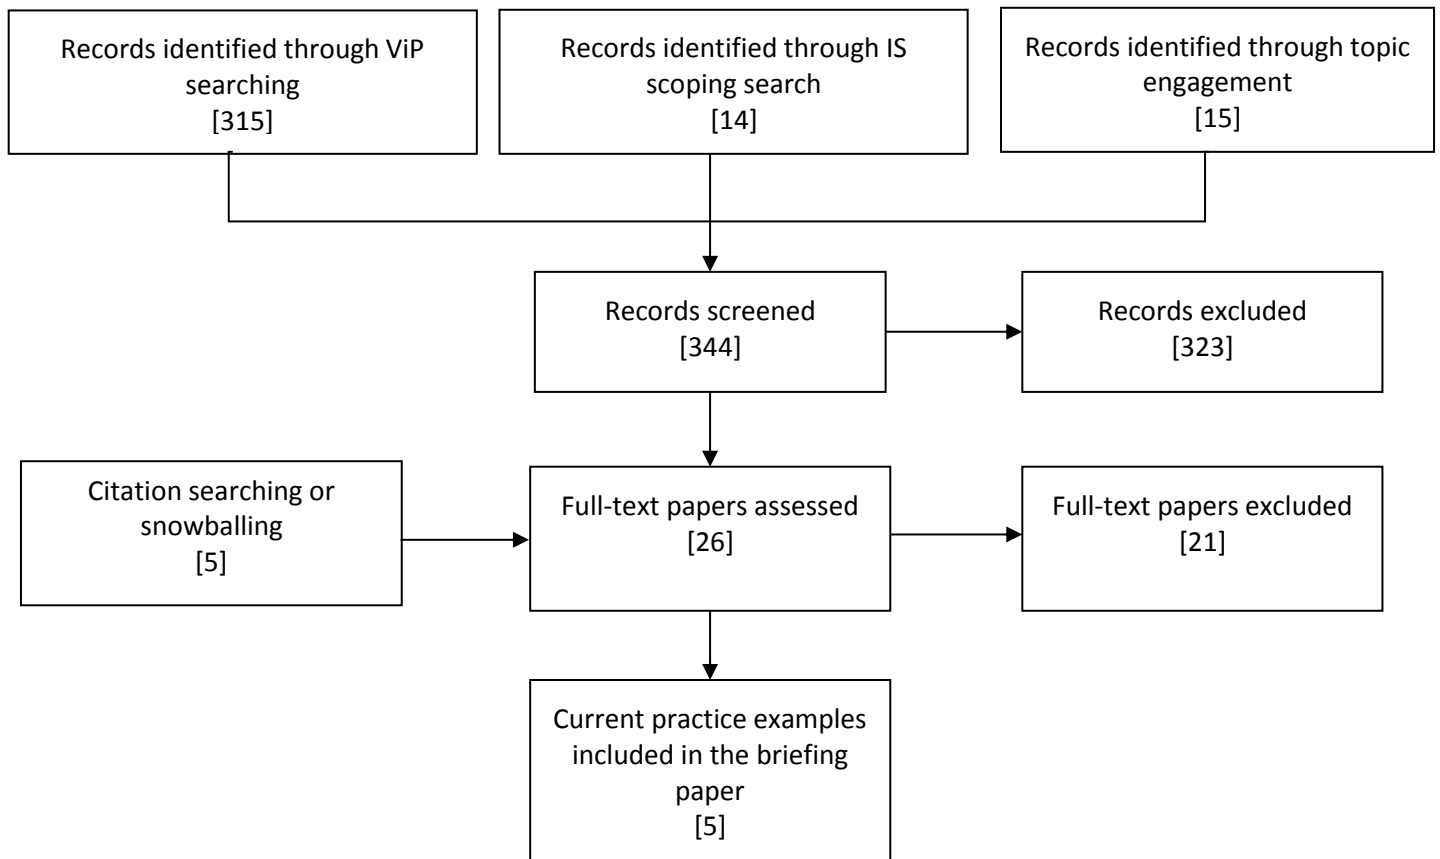 Records identified through ViP
searching
[315]
Records identified through IS
scoping search
[14]
Records identified through topic
engagement
[15]
Records screened
[344]
Records excluded
[323]
Citation searching or
snowballing
[5]
Full-text papers assessed
[26]
Full-text papers excluded
[21]
Current practice examples
included in the briefing
paper
[5]